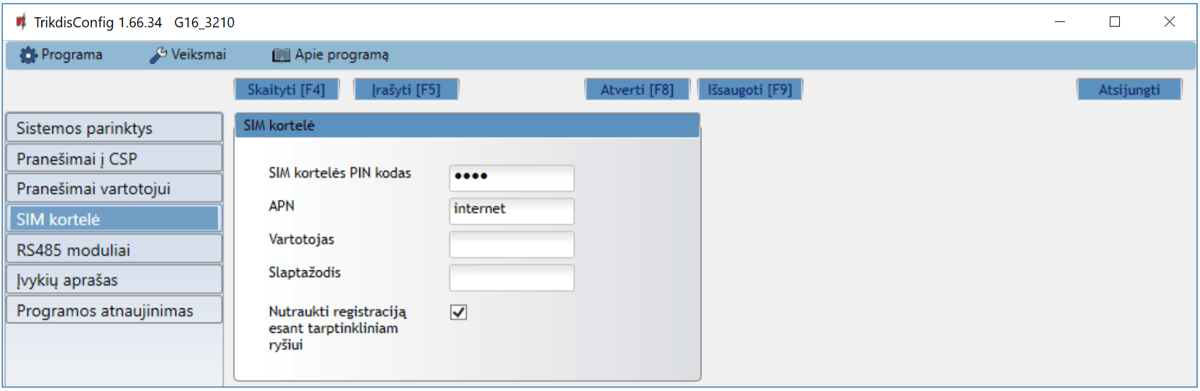 TrikdisConfig 1.66.34 G16_3210
Programa Veiksmai Apie programą
Skaityti [F4] Įrašyti [F5] Atverti [F8] Išsaugoti [F9] Atsijungti
Sistemos parinktys
Pranešimai į CSP
Pranešimai vartotojui
SIM kortelė
RS485 moduliai
Įvykių aprašas
Programos atnaujinimas
SIM kortelė
SIM kortelės PIN kodas ••••
APN internet
Vartotojas
Slaptažodis
Nutraukti registraciją
esant tarptinkliniam
ryšiui